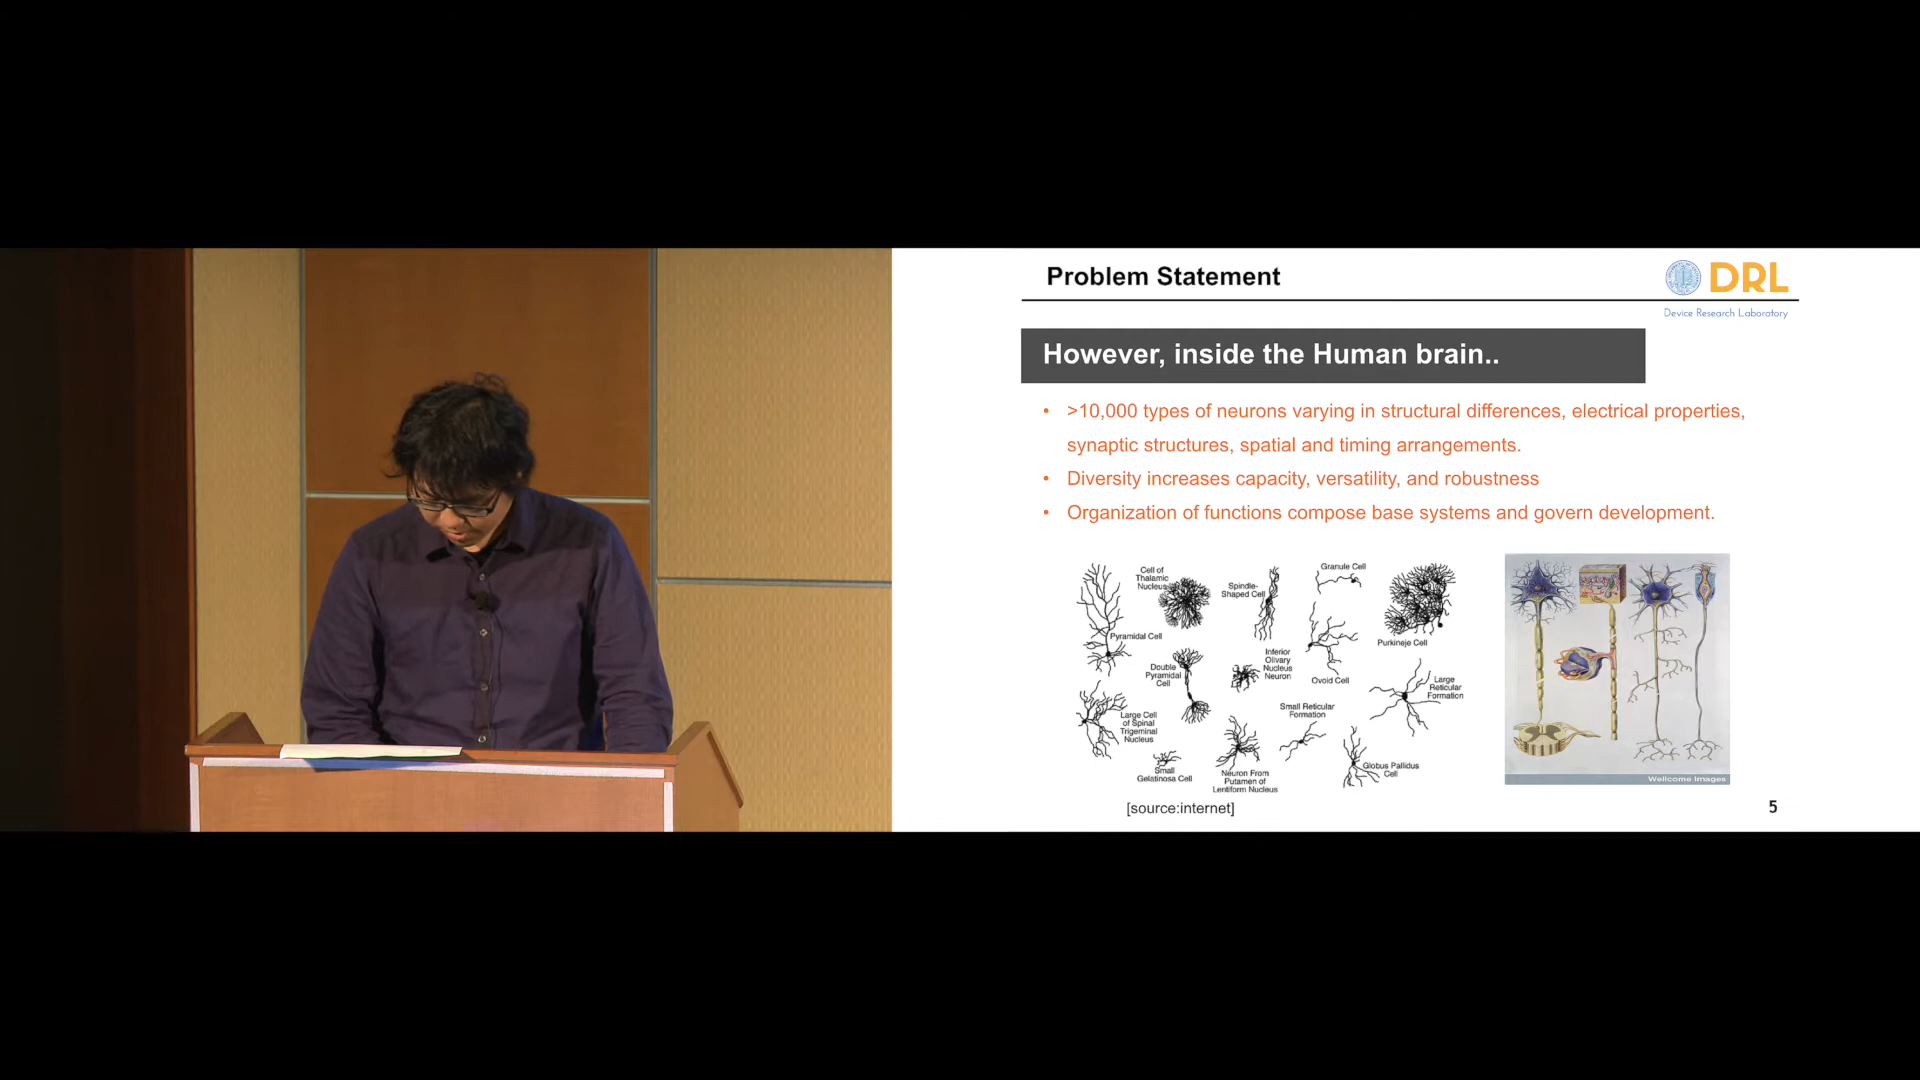 Problem Statement
DRL
Device Research Laboratory
However, inside the Human brain..
• >10,000 types of neurons varying in structural differences, electrical properties,
synaptic structures, spatial and timing arrangements.
• Diversity increases capacity, versatility, and robustness
• Organization of functions compose base systems and govern development.
Cell of
Thalamic
Nucleus
Spindle-
Shaped Cell
Granule Cell
Pyramidal Cell
Purkineje Cell
Double
Pyramidal
Cell
Inferior
Olivary
Nucleus
Neuron
Ovoid Cell
Large
Reticular
Formation
Large Cell
of Spinal
Trigeminal
Nucleus
Small Reticular
Formation
Small
Gelatinosa Cell
Neuron From
Putamen of
Lentiform Nucleus
Globus Pallidus
Cell
Wellcome Images
[source:internet]
5